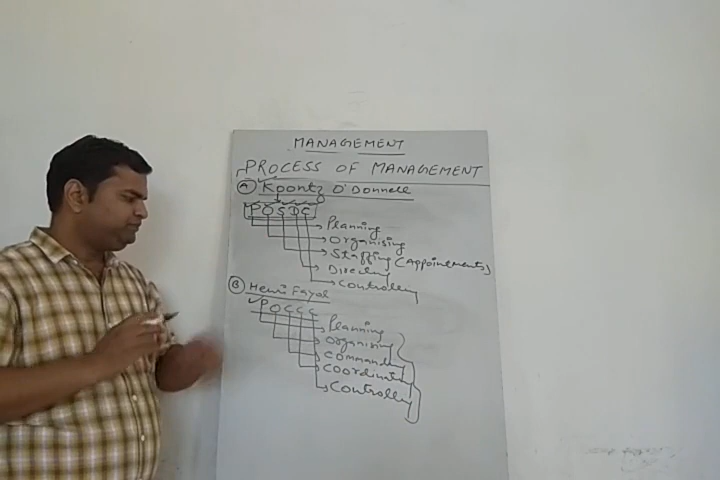 MANAGEMENT
PROCESS OF MANAGEMENT
A Koontz O'Donnell
POSDC
Planning
Organising
Staffing (Appointments)
Directing
Controlling
B Henri Fayol
POCCC
Planning
Organising
Commanding
Coordinating
Controlling